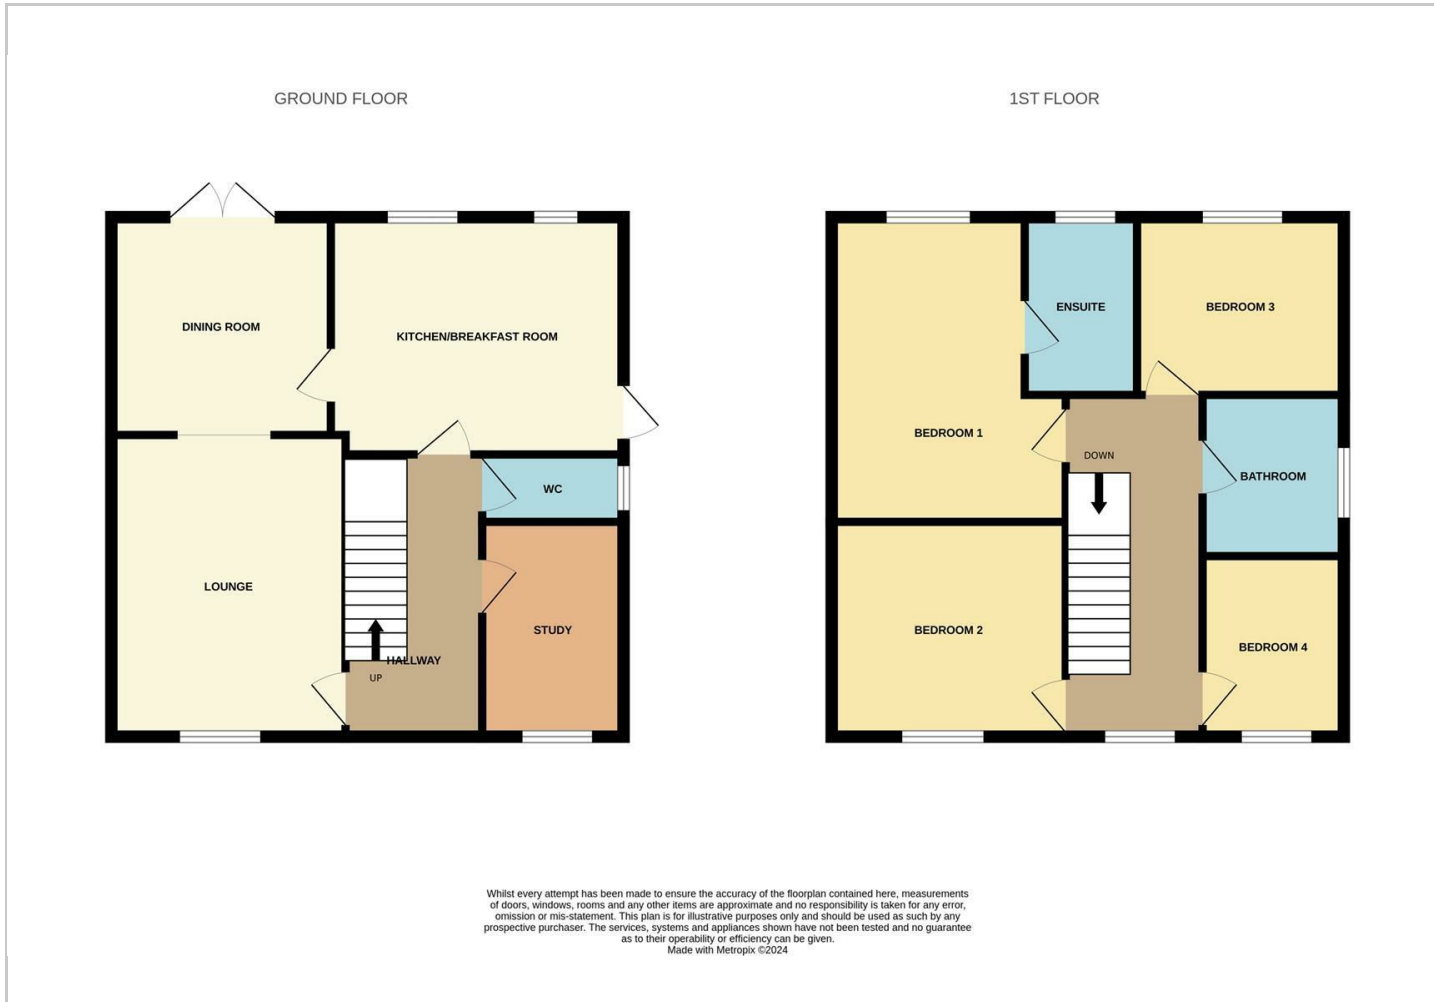 GROUND FLOOR
DINING ROOM
KITCHEN/BREAKFAST ROOM
WC
LOUNGE
STUDY
HALLWAY
UP
1ST FLOOR
ENSUITE
BEDROOM 3
BEDROOM 1
DOWN
BATHROOM
BEDROOM 2
BEDROOM 4
Whilst every attempt has been made to ensure the accuracy of the floorplan contained here, measurements
of doors, windows, rooms and any other items are approximate and no responsibility is taken for any error,
omission or mis-statement. This plan is for illustrative purposes only and should be used as such by any
prospective purchaser. The services, systems and appliances shown have not been tested and no guarantee
as to their operability or efficiency can be given.
Made with Metropix ©2024